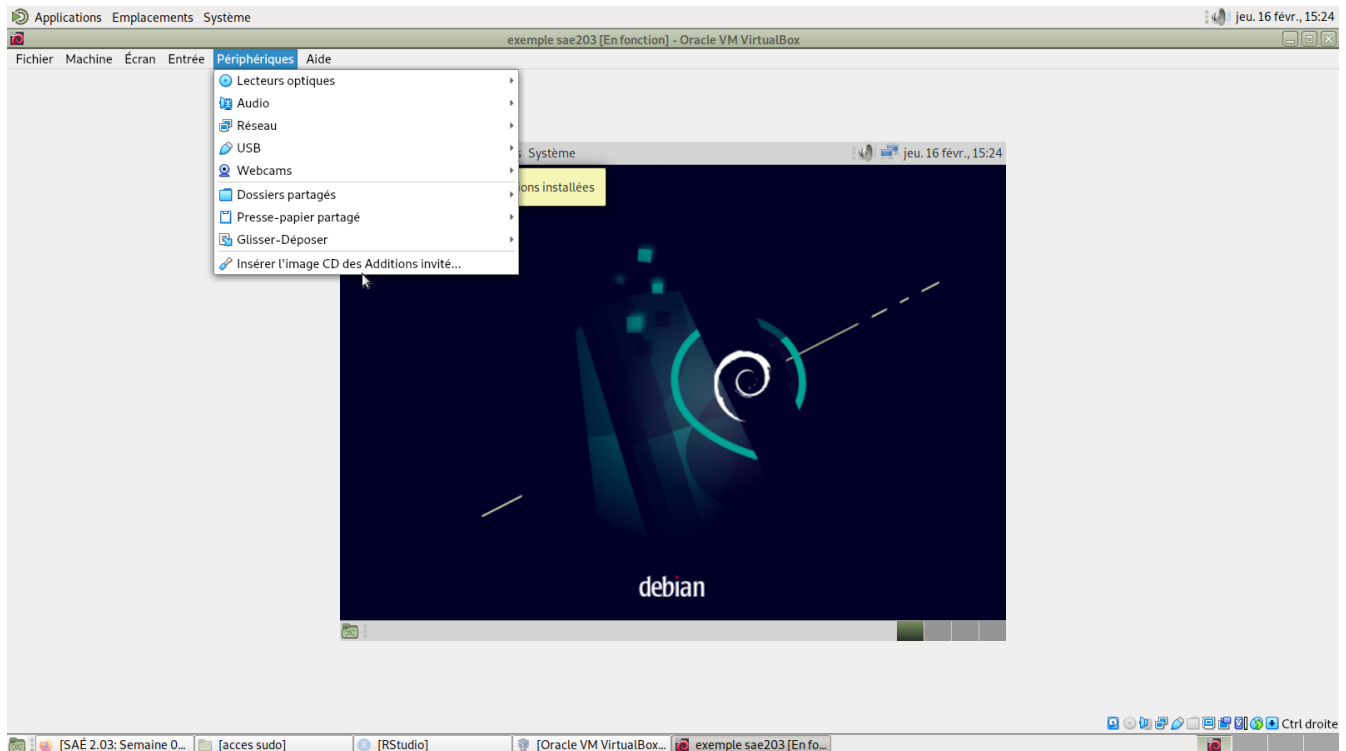 Applications Emplacements Système
jeu. 16 févr., 15:24
exemple sae203 [En fonction] - Oracle VM VirtualBox
Fichier Machine Écran Entrée Périphériques Aide
Lecteurs optiques
Audio
Réseau
USB
Webcams
Dossiers partagés
Presse-papier partagé
Glisser-Déposer
Insérer l'image CD des Additions invité...
s Système
jeu. 16 févr., 15:24
ions installées
debian
Ctrl droite
[SAÉ 2.03: Semaine 0...
[acces sudo]
[RStudio]
[Oracle VM VirtualBox...
exemple sae203 [En fo...